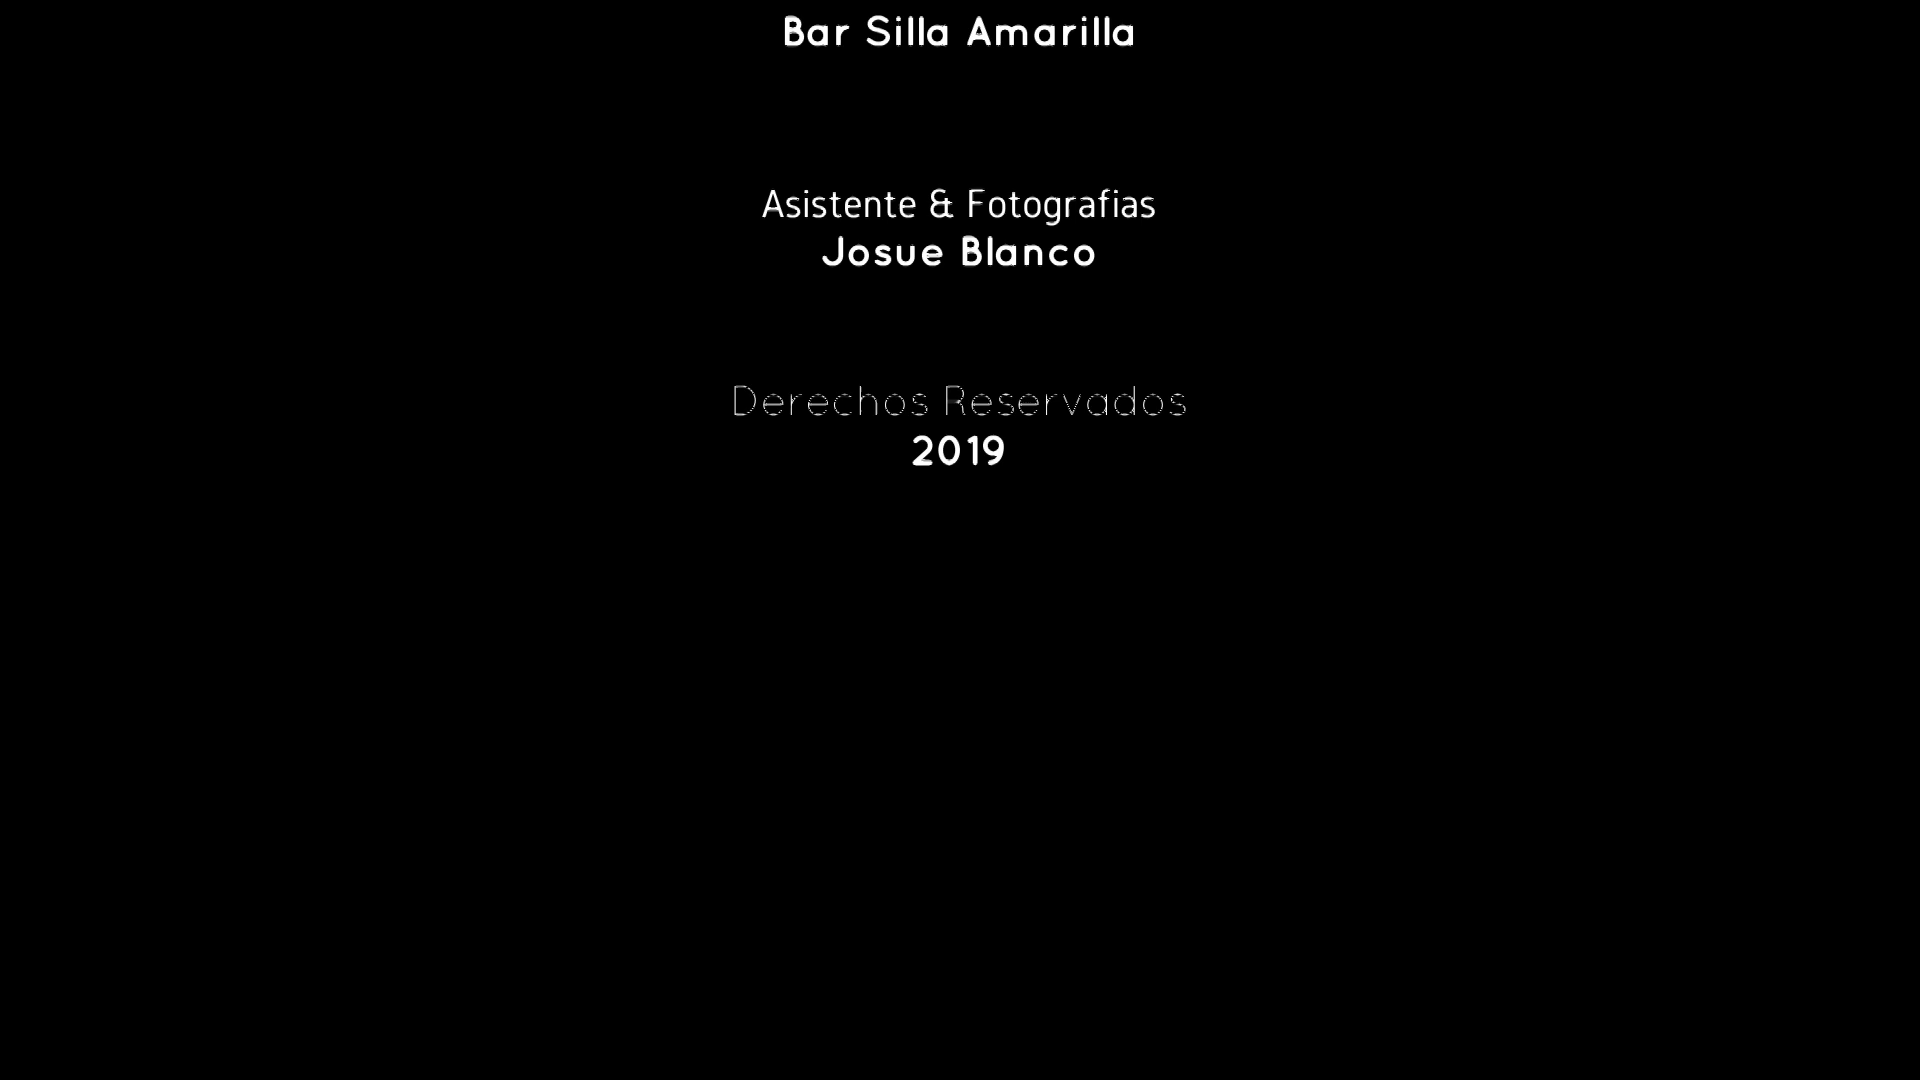 Bar Silla Amarilla
Asistente & Fotografias
Josue Blanco
Derechos Reservados
2019